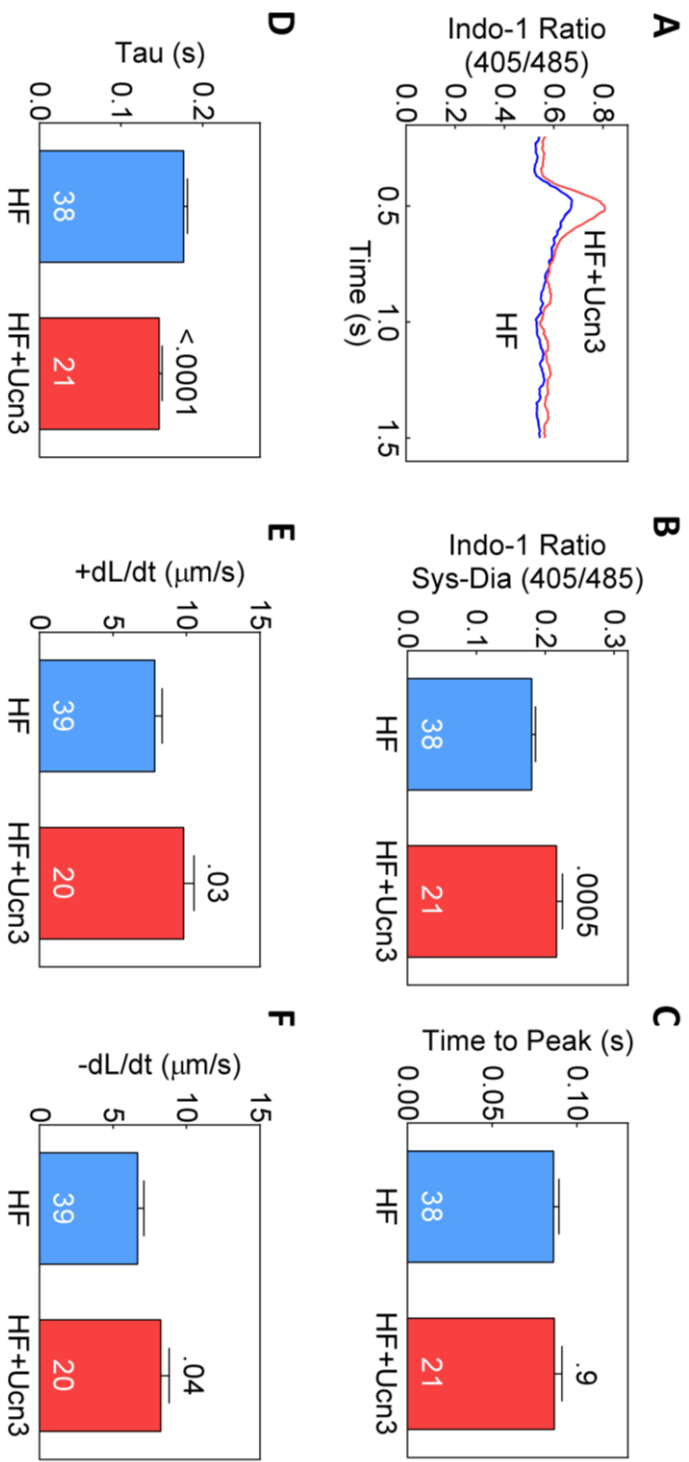 A
Indo-1 Ratio
(405/485)
0.8
0.6
0.4
0.2
0.0
HF+Ucn3
HF
0.5
1.0
1.5
Time (s)
B
Indo-1 Ratio
Sys-Dia (405/485)
0.3
0.2
0.1
0.0
.0005
38
21
HF
HF+Ucn3
C
Time to Peak (s)
0.10
0.05
0.00
.9
38
21
HF
HF+Ucn3
D
Tau (s)
0.2
0.1
0.0
<.0001
38
21
HF
HF+Ucn3
E
+dL/dt (μm/s)
15
10
5
0
.03
39
20
HF
HF+Ucn3
F
-dL/dt (μm/s)
15
10
5
0
.04
39
20
HF
HF+Ucn3